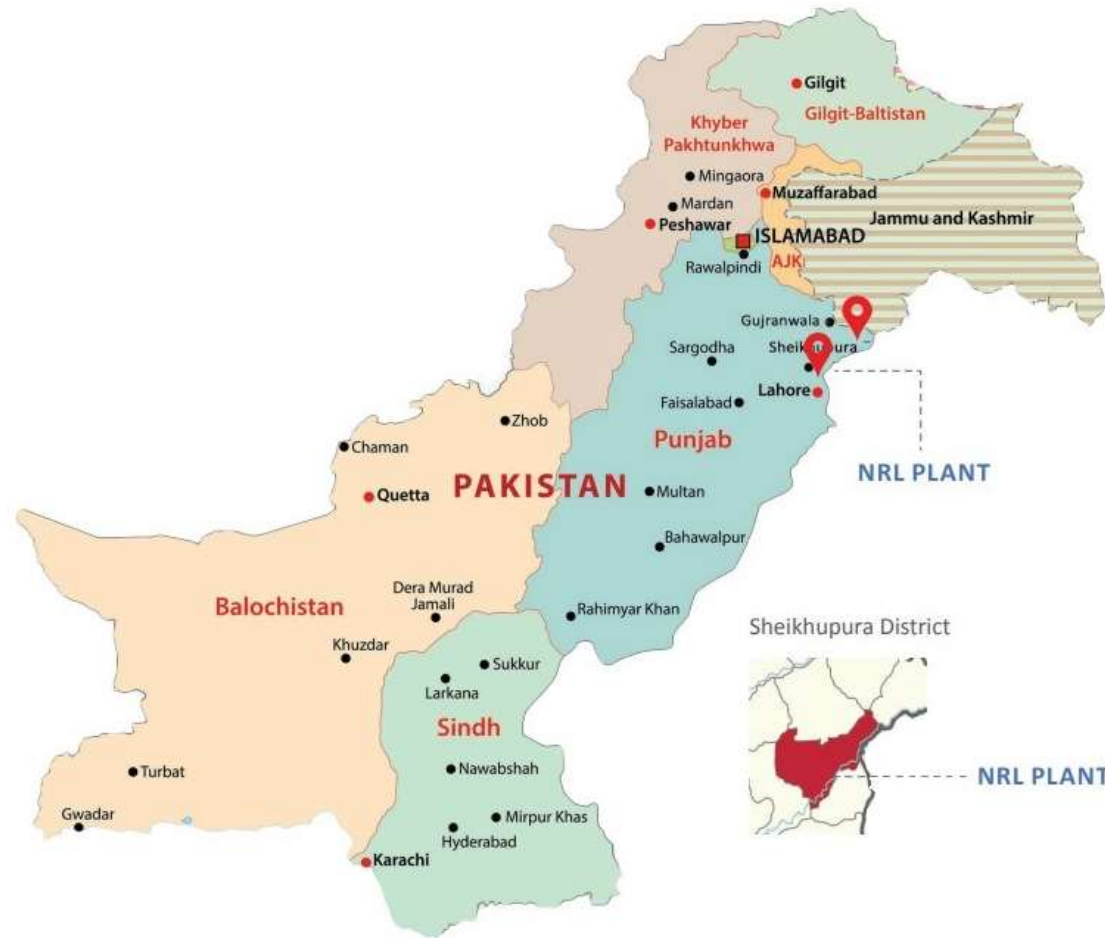 Gilgit
Gilgit-Baltistan
Khyber
Pakhtunkhwa
Mingaora
Muzaffarabad
Mardan
Jammu and Kashmir
Peshawar
ISLAMABAD
AJK
Rawalpindi
Gujranwala
Sargodha
Sheikhupura
Lahore
Faisalabad
Zhob
Punjab
Chaman
NRL PLANT
PAKISTAN
Quetta
Multan
Bahawalpur
Dera Murad
Jamali
Balochistan
Rahimyar Khan
Sheikhupura District
Khuzdar
Sukkur
Larkana
Sindh
Turbat
Nawabshah
NRL PLANT
Gwadar
Mirpur Khas
Hyderabad
Karachi